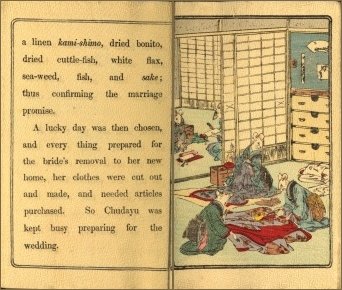 a linen kami-shimo, dried bonito,
dried cuttle-fish, white flax,
sea-weed, fish, and sake;
thus confirming the marriage
promise.
A lucky day was then chosen,
and every thing prepared for
the bride's removal to her new
home, her clothes were cut out
and made, and needed articles
purchased. So Chudayu was
kept busy preparing for the
wedding.